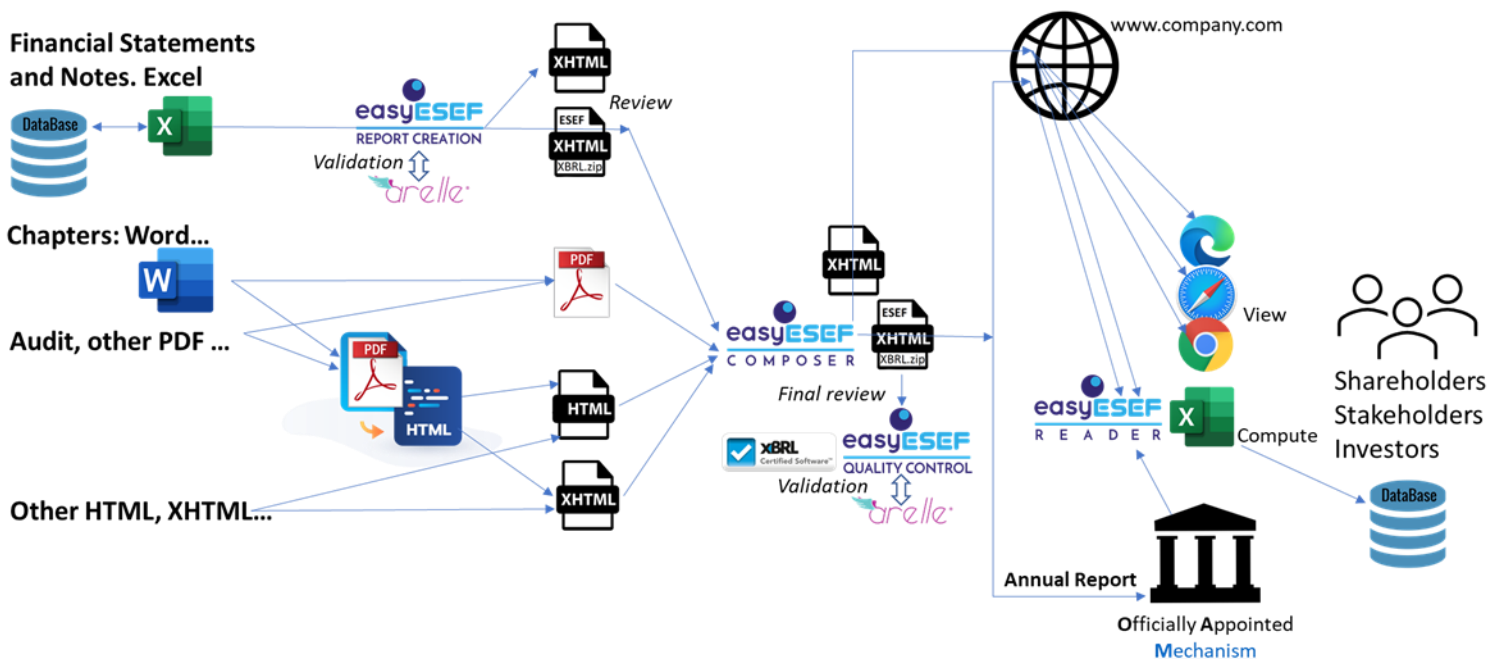 Financial Statements
and Notes. Excel
DataBase
X
easyESEF
REPORT CREATION
Validation
arelle
XHTML
Review
ESEF
XHTML
XBRL.zip
Chapters: Word...
W
PDF
Audit, other PDF ...
PDF
HTML
HTML
XHTML
Other HTML, XHTML...
easyESEF
COMPOSER
XHTML
ESEF
XHTML
XBRL.zip
Final review
XBRL
Certified Software™
easyESEF
QUALITY CONTROL
Validation
arelle
www.company.com
View
easyESEF
READER
X
Compute
Shareholders
Stakeholders
Investors
DataBase
Annual Report
Officially Appointed
Mechanism